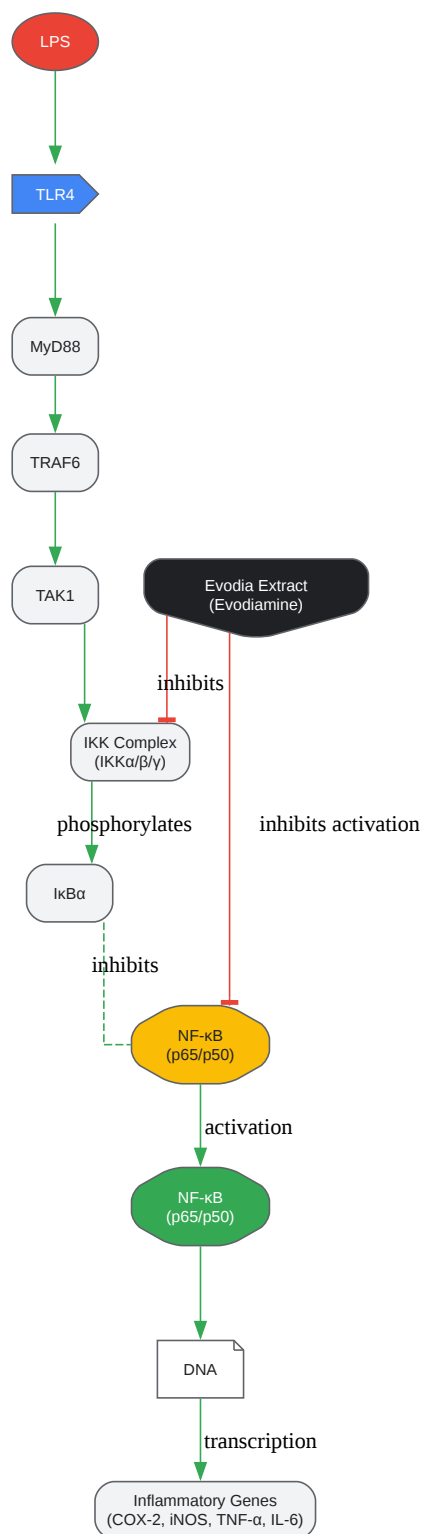 LPS
TLR4
MyD88
TRAF6
TAK1
Evodia Extract
(Evodiamine)
inhibits
IKK Complex
(IKKα/β/γ)
phosphorylates
inhibits activation
IκBα
inhibits
NF-κB
(p65/p50)
activation
NF-κB
(p65/p50)
DNA
transcription
Inflammatory Genes
(COX-2, iNOS, TNF-α, IL-6)